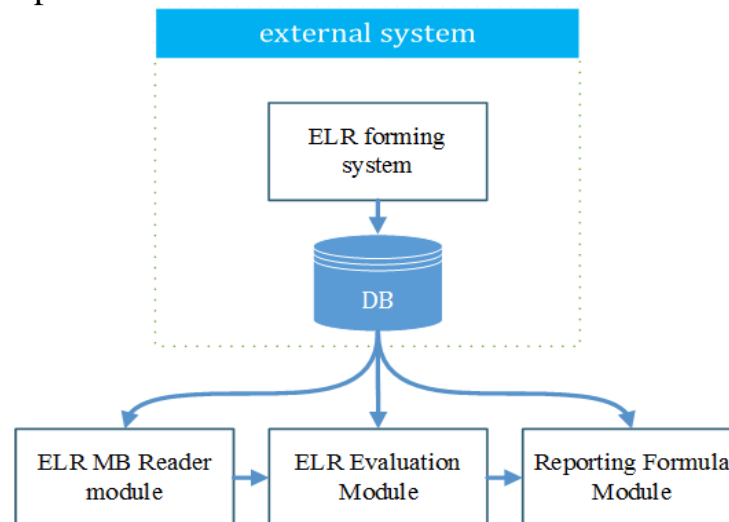 external system
ELR forming
system
DB
ELR MB Reader
module
ELR Evaluation
Module
Reporting Formula
Module